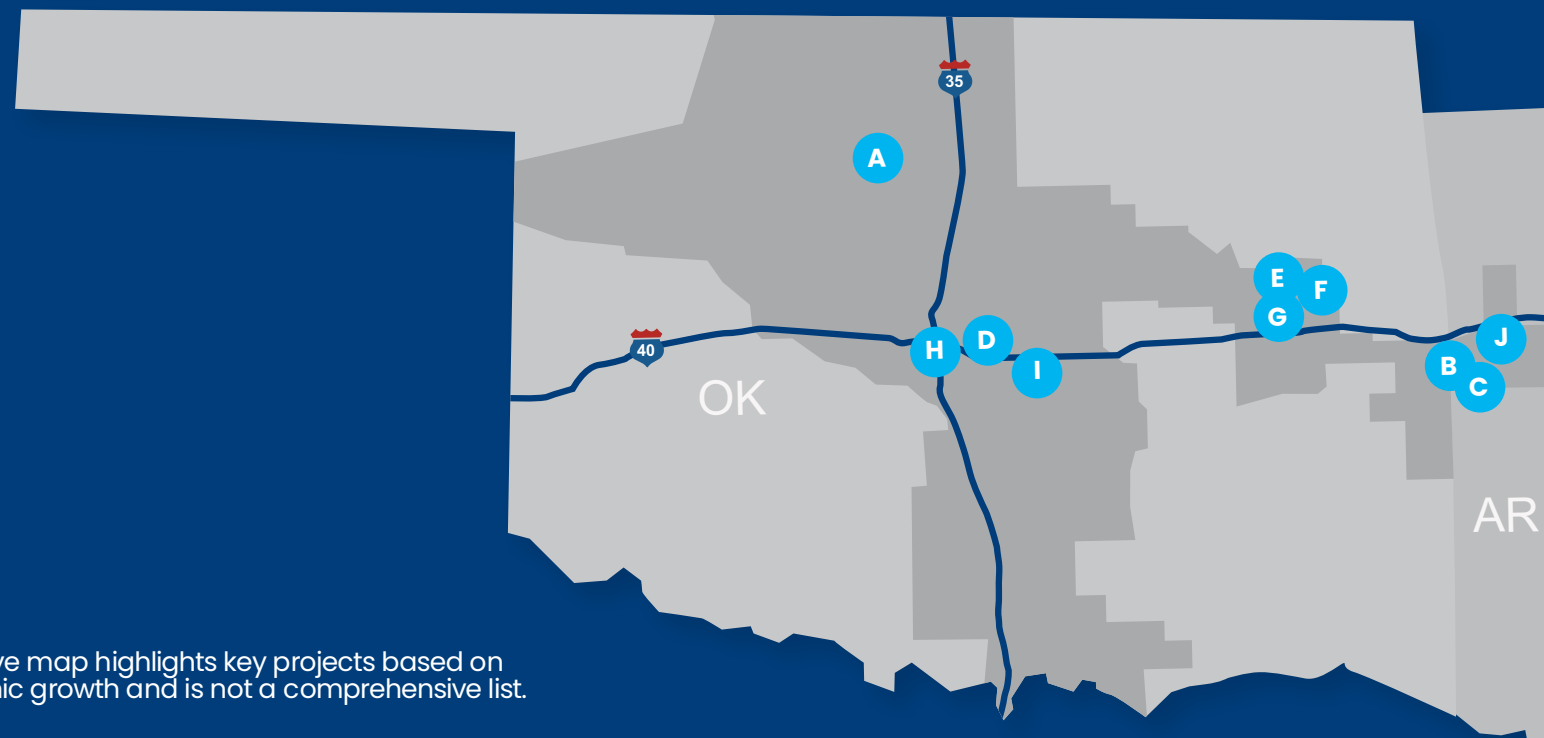 35
A
E
F
G
D
H
J
40
I
B
C
OK
AR
map highlights key projects based on
growth and is not a comprehensive list.